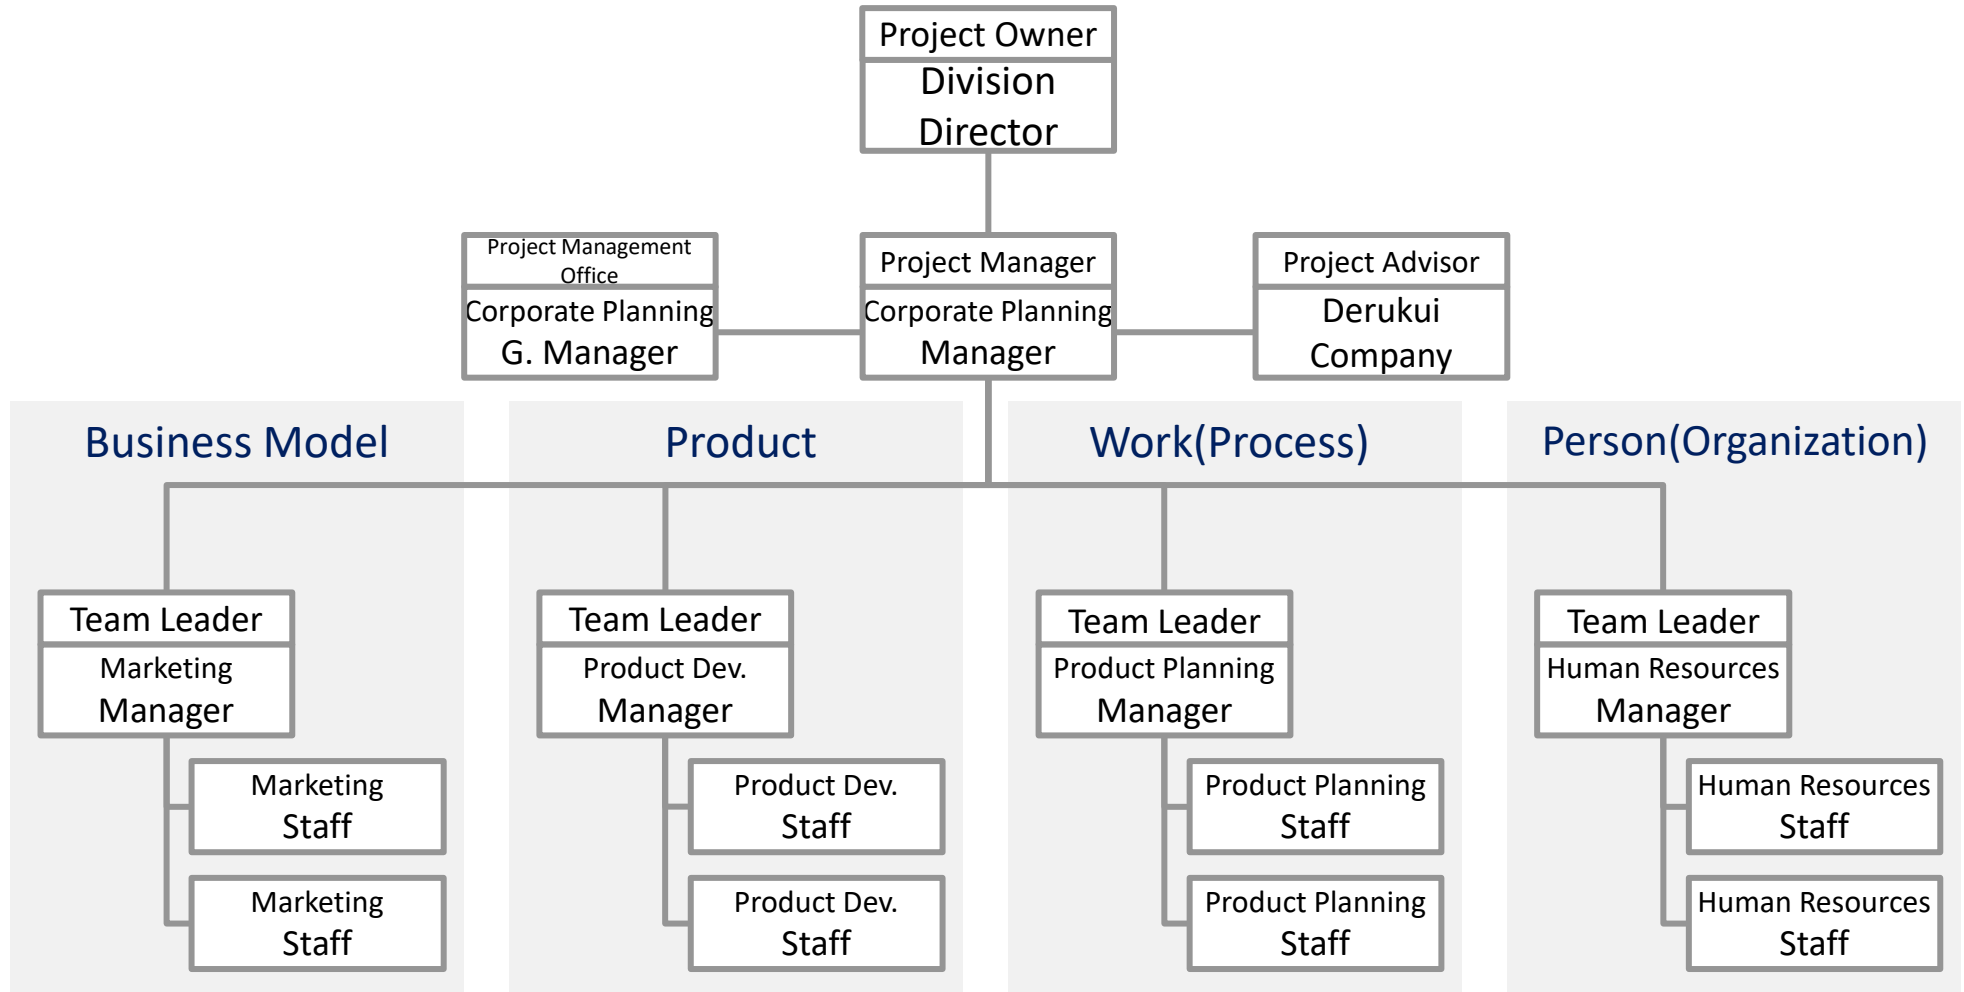 Project Owner
Division
Director
Project Management
Office
Corporate Planning
G. Manager
Project Manager
Corporate Planning
Manager
Project Advisor
Derukui
Company
Business Model
Product
Work(Process)
Person(Organization)
Team Leader
Marketing
Manager
Marketing
Staff
Marketing
Staff
Team Leader
Product Dev.
Manager
Product Dev.
Staff
Product Dev.
Staff
Team Leader
Product Planning
Manager
Product Planning
Staff
Product Planning
Staff
Team Leader
Human Resources
Manager
Human Resources
Staff
Human Resources
Staff